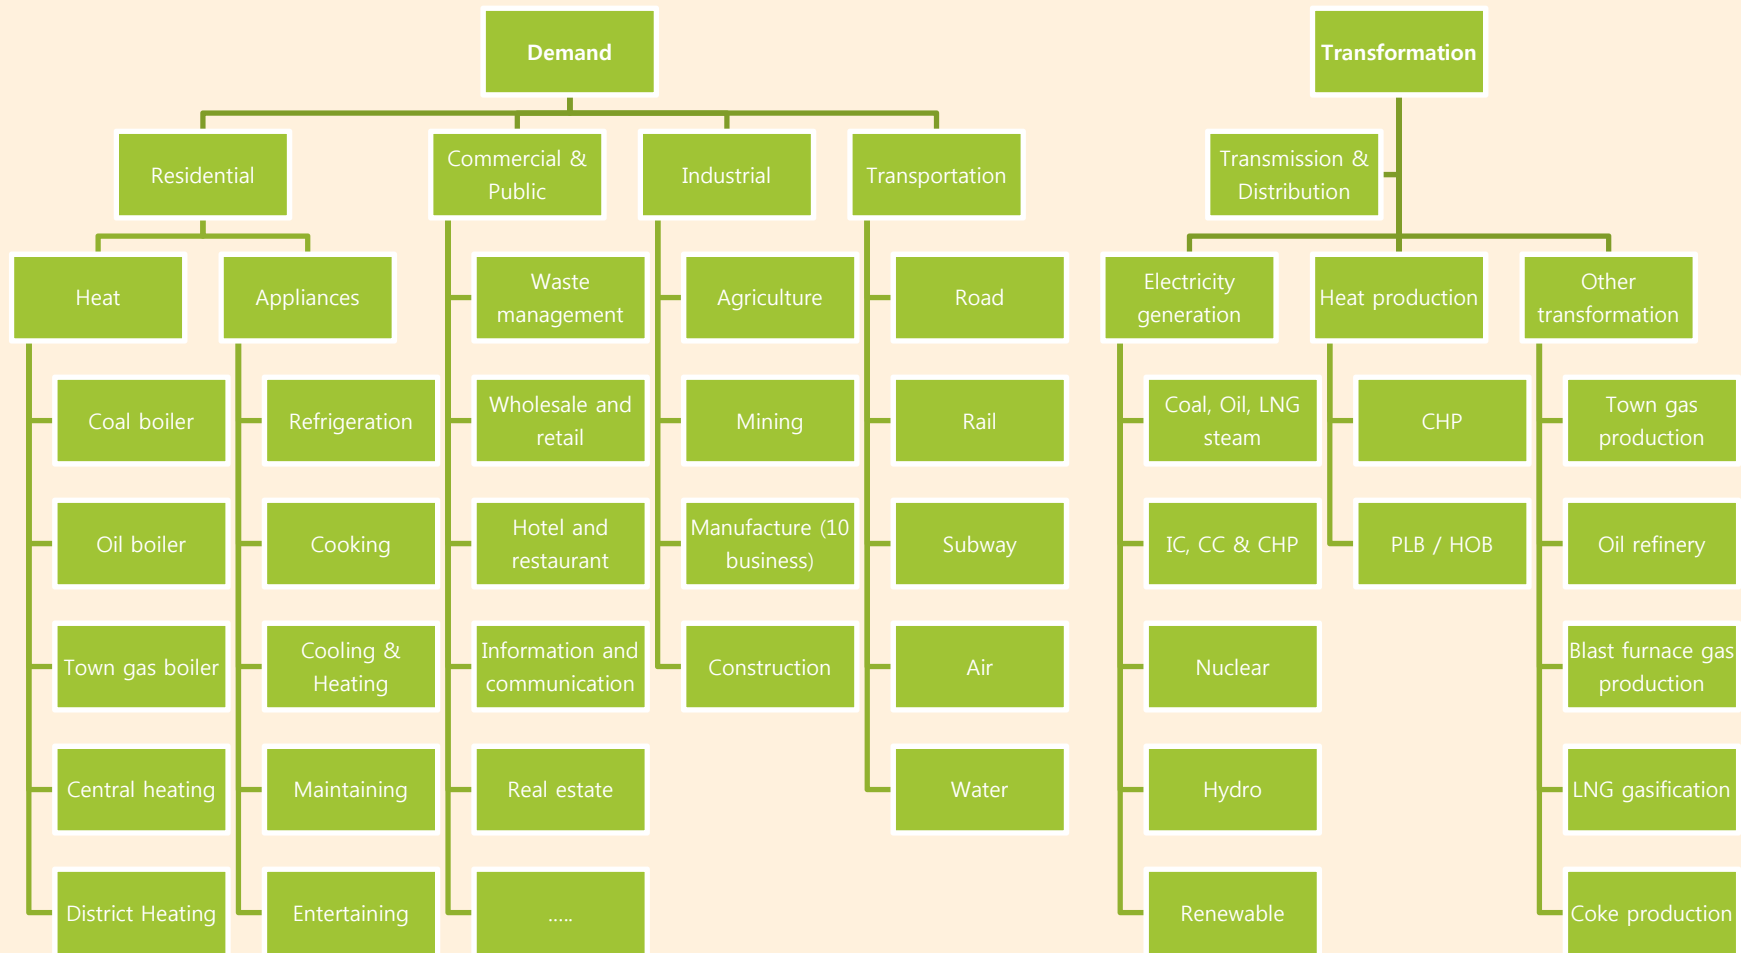 Demand
Transformation
Residential
Commercial &
Public
Industrial
Transportation
Transmission &
Distribution
Heat
Appliances
Waste
management
Agriculture
Road
Electricity
generation
Heat production
Other
transformation
Coal boiler
Refrigeration
Wholesale and
retail
Mining
Rail
Coal, Oil, LNG
steam
CHP
Town gas
production
Oil boiler
Cooking
Hotel and
restaurant
Manufacture (10
business)
Subway
IC, CC & CHP
PLB / HOB
Oil refinery
Town gas boiler
Cooling &
Heating
Information and
communication
Construction
Air
Nuclear
Blast furnace gas
production
Central heating
Maintaining
Real estate
Water
Hydro
LNG gasification
District Heating
Entertaining
.....
Renewable
Coke production